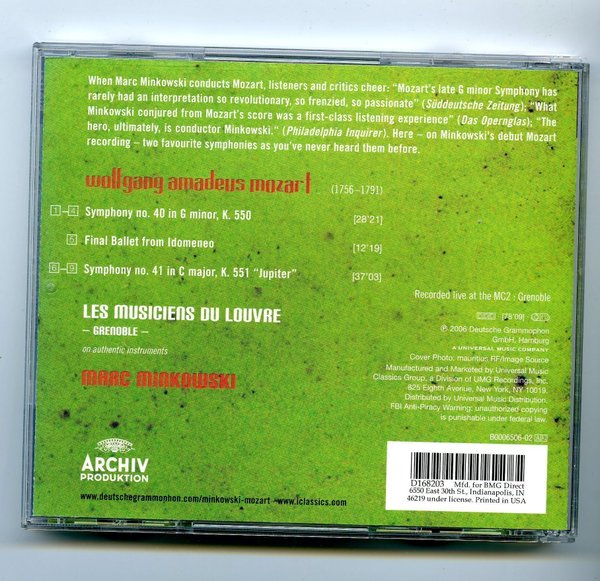 When Marc Minkowski conducts Mozart, listeners and critics cheer: "Mozart's late G minor Symphony has
rarely had an interpretation so revolutionary, so frenzied, so passionate" (Süddeutsche Zeitung). "What
Minkowski conjured from Mozart's score was a first-class listening experience" (Das Opernglas); "The
hero, ultimately, is conductor Minkowski." (Philadelphia Inquirer). Here – on Minkowski's debut Mozart
recording – two favourite symphonies as you've never heard them before.
wolfgang amadeus mozart (1756–1791)
1–4 Symphony no. 40 in G minor, K. 550 [28'21]
5 Final Ballet from Idomeneo [12'19]
6–9 Symphony no. 41 in C major, K. 551 "Jupiter" [37'03]
Recorded live at the MC2 : Grenoble
LES MUSICIENS DU LOUVRE
– GRENOBLE –
on authentic instruments
MARC MINKOWSKI
[78'09]
℗ 2006 Deutsche Grammophon
GmbH, Hamburg
A UNIVERSAL MUSIC COMPANY
Cover Photo, mauritius RF/Image Source
Manufactured and Marketed by Universal Music
Classics Group, a Division of UMG Recordings, Inc.
825 Eighth Avenue, New York, NY 10019.
Distributed by Universal Music Distribution.
FBI Anti-Piracy Warning: unauthorized copying
is punishable under federal law.
B0006506-02
ARCHIV
PRODUKTION
www.deutschegrammophon.com/minkowski-mozart – www.iclassics.com
D168203 Mfd. for BMG Direct
6550 East 30th St., Indianapolis, IN
46219 under license. Printed in USA